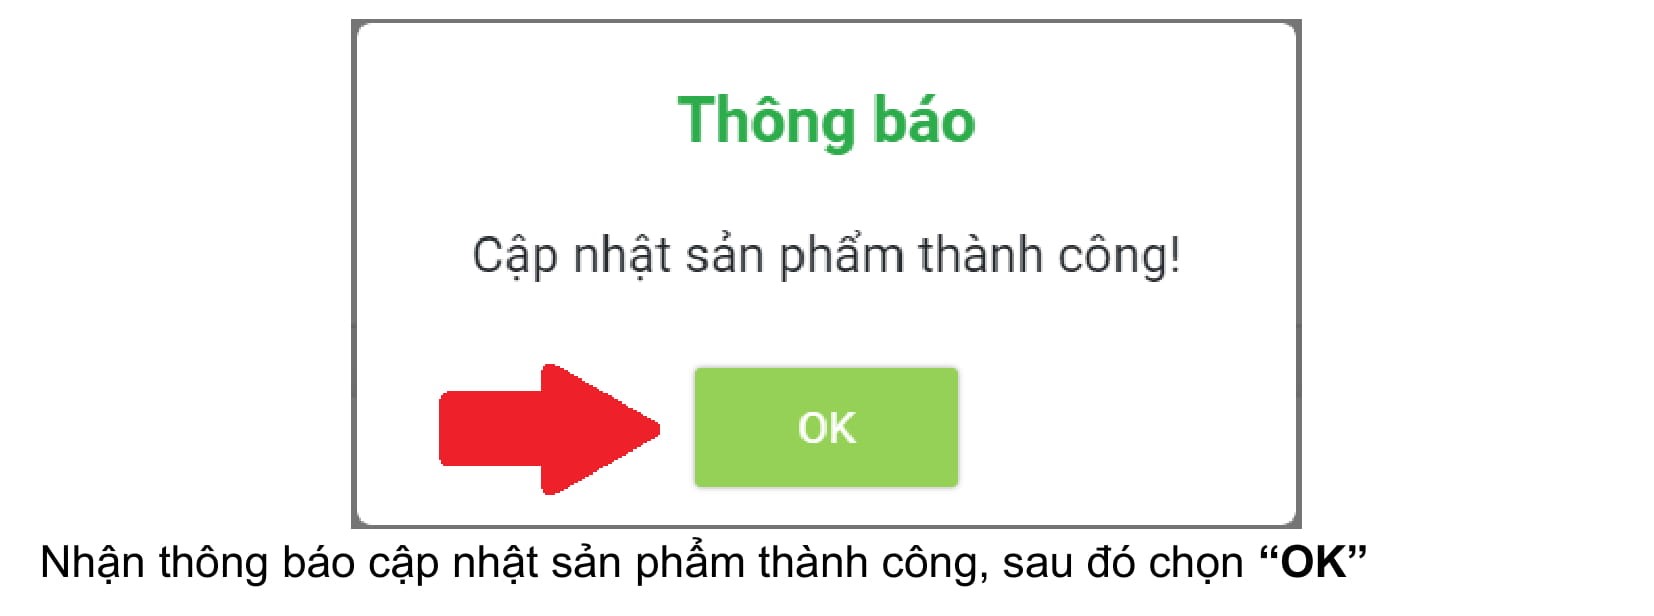 Thông báo
Cập nhật sản phẩm thành công!
OK
Nhận thông báo cập nhật sản phẩm thành công, sau đó chọn “OK”